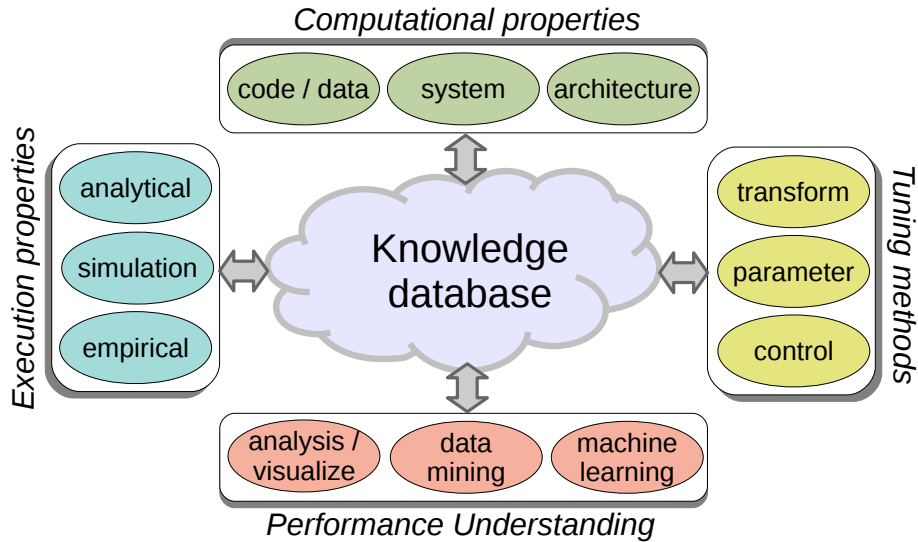 Computational properties
code / data
system
architecture
Execution properties
analytical
simulation
empirical
Knowledge
database
Tuning methods
transform
parameter
control
analysis /
visualize
data
mining
machine
learning
Performance Understanding